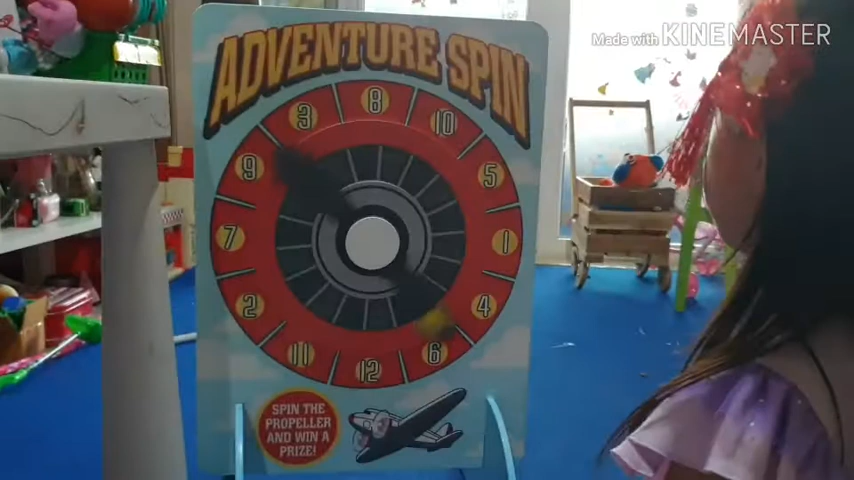 Made with KINEMASTER
ADVENTURE SPIN
3 8 10
9 5
7 1
2 4
11 12 6
SPIN THE
PROPELLER
AND WIN A
PRIZE!